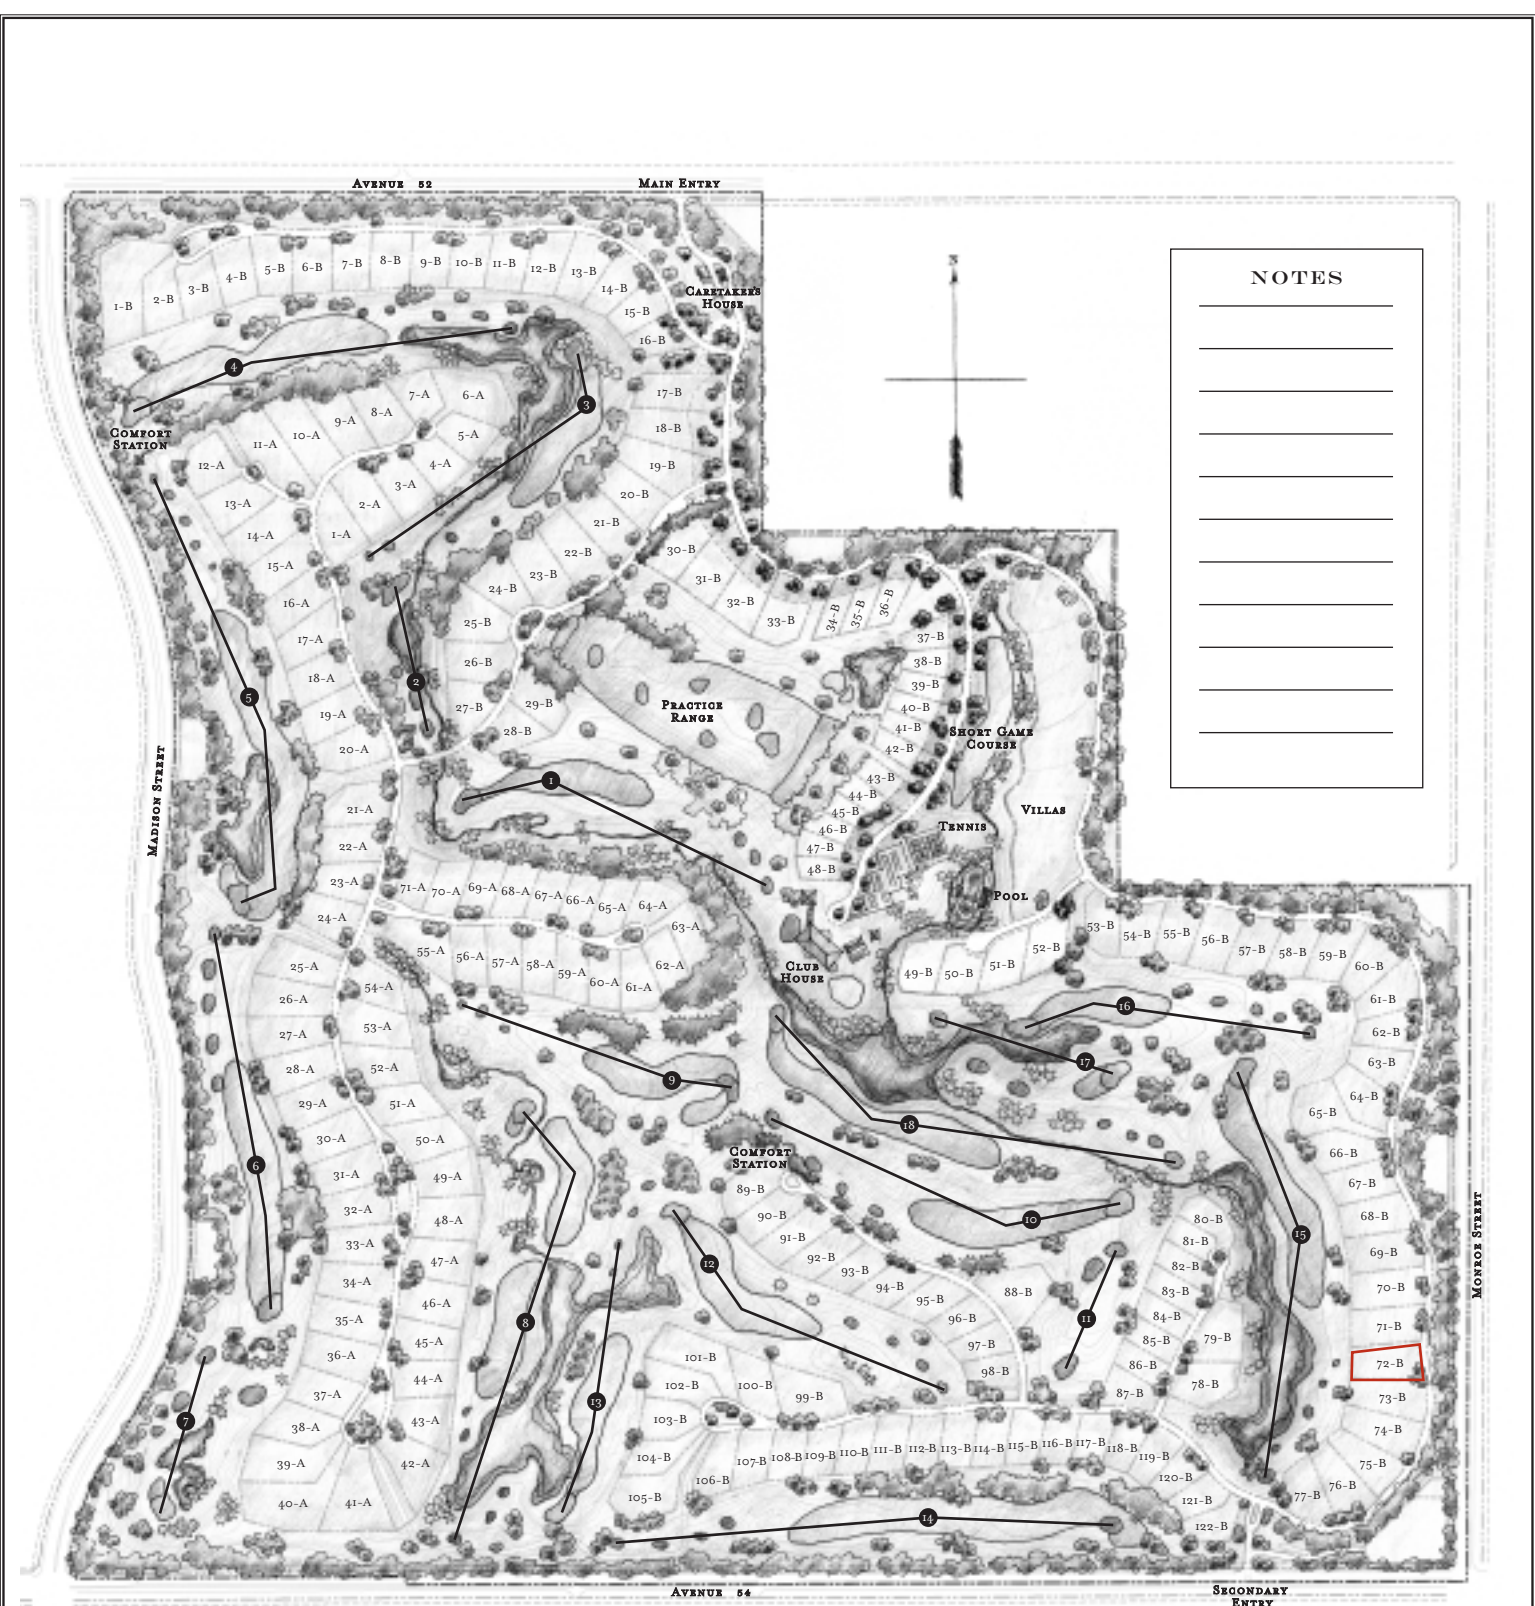 AVENUE 52
MAIN ENTRY
N
NOTES
1-B
2-B
3-B
4-B
5-B
6-B
7-B
8-B
9-B
10-B
11-B
12-B
13-B
14-B
15-B
16-B
CARETAKER'S
HOUSE
4
3
7-A
6-A
8-A
9-A
10-A
11-A
5-A
4-A
3-A
2-A
1-A
COMFORT
STATION
12-A
13-A
14-A
15-A
16-A
17-A
18-A
19-A
20-A
17-B
18-B
19-B
20-B
21-B
22-B
23-B
24-B
25-B
26-B
27-B
28-B
29-B
30-B
31-B
32-B
33-B
34-B
35-B
36-B
37-B
38-B
39-B
40-B
41-B
42-B
43-B
44-B
45-B
46-B
47-B
48-B
5
2
PRACTICE
RANGE
SHORT GAME
COURSE
VILLAS
TENNIS
POOL
MADISON STREET
1
21-A
22-A
23-A
24-A
71-A
70-A
69-A
68-A
67-A
66-A
65-A
64-A
63-A
62-A
55-A
56-A
57-A
58-A
59-A
60-A
61-A
CLUB
HOUSE
49-B
50-B
51-B
52-B
53-B
54-B
55-B
56-B
57-B
58-B
59-B
60-B
61-B
62-B
63-B
64-B
65-B
66-B
67-B
68-B
69-B
70-B
71-B
72-B
73-B
74-B
75-B
76-B
77-B
25-A
26-A
27-A
28-A
29-A
30-A
31-A
32-A
33-A
34-A
35-A
36-A
37-A
38-A
39-A
40-A
41-A
42-A
43-A
44-A
45-A
46-A
47-A
48-A
49-A
50-A
51-A
52-A
53-A
54-A
16
17
9
18
6
COMFORT
STATION
10
15
12
8
11
13
7
14
89-B
90-B
91-B
92-B
93-B
94-B
95-B
96-B
97-B
98-B
88-B
80-B
81-B
82-B
83-B
84-B
85-B
86-B
87-B
79-B
78-B
101-B
102-B
100-B
99-B
103-B
104-B
105-B
106-B
107-B
108-B
109-B
110-B
111-B
112-B
113-B
114-B
115-B
116-B
117-B
118-B
119-B
120-B
121-B
122-B
MONROE STREET
AVENUE 54
SECONDARY
ENTRY